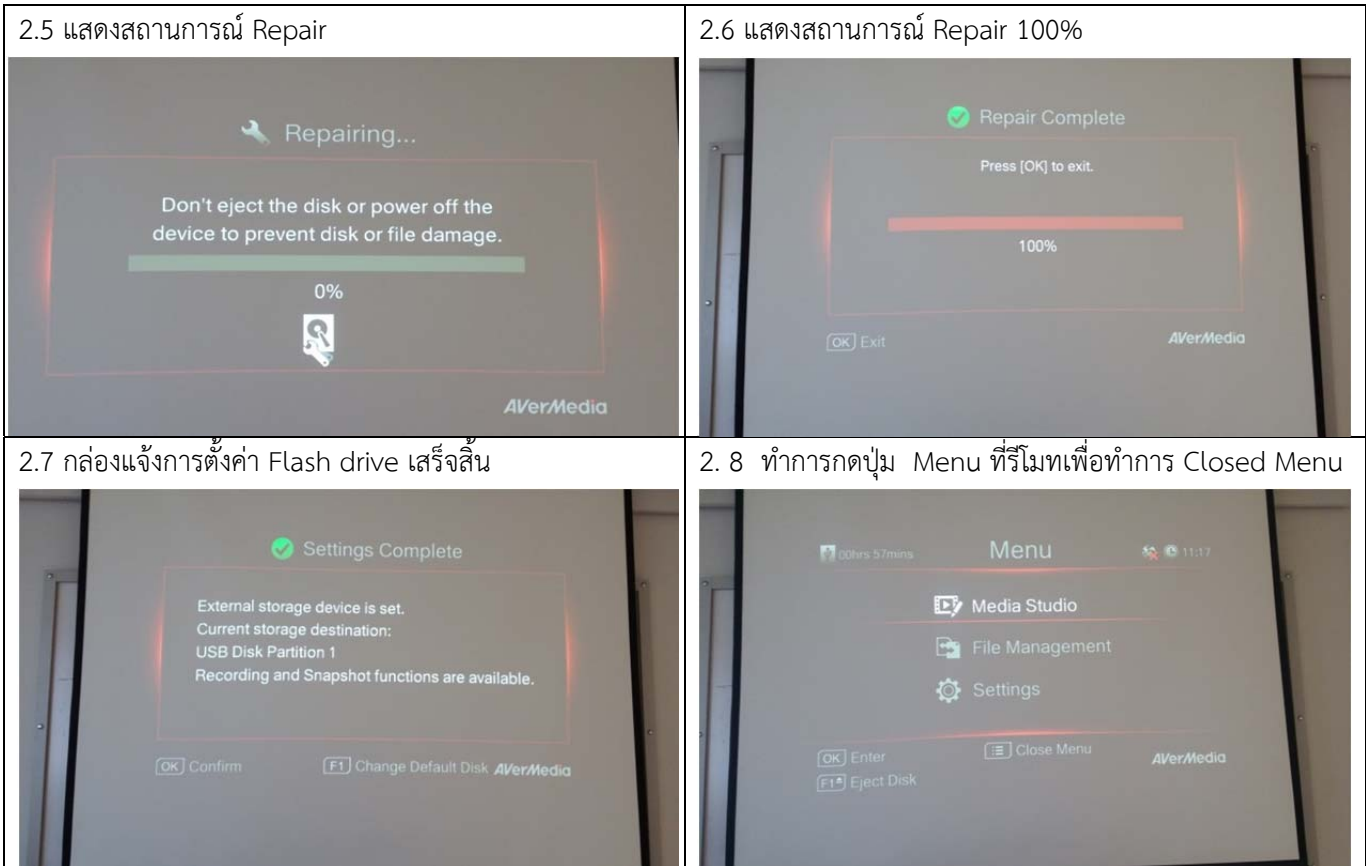 2.5 แสดงสถานการณ์ Repair
Repairing...
Don't eject the disk or power off the
device to prevent disk or file damage.
0%
AVerMedia
2.6 แสดงสถานการณ์ Repair 100%
Repair Complete
Press [OK] to exit.
100%
OK Exit
AVerMedia
2.7 กล่องแจ้งการตั้งค่า Flash drive เสร็จสิ้น
Settings Complete
External storage device is set.
Current storage destination:
USB Disk Partition 1
Recording and Snapshot functions are available.
OK Confirm F1 Change Default Disk AVerMedia
2. 8 ทำการกดปุ่ม Menu ที่รีโมทเพื่อทำการ Closed Menu
00hrs 57mins Menu 11:17
Media Studio
File Management
Settings
OK Enter Close Menu AVerMedia
F1 Eject Disk